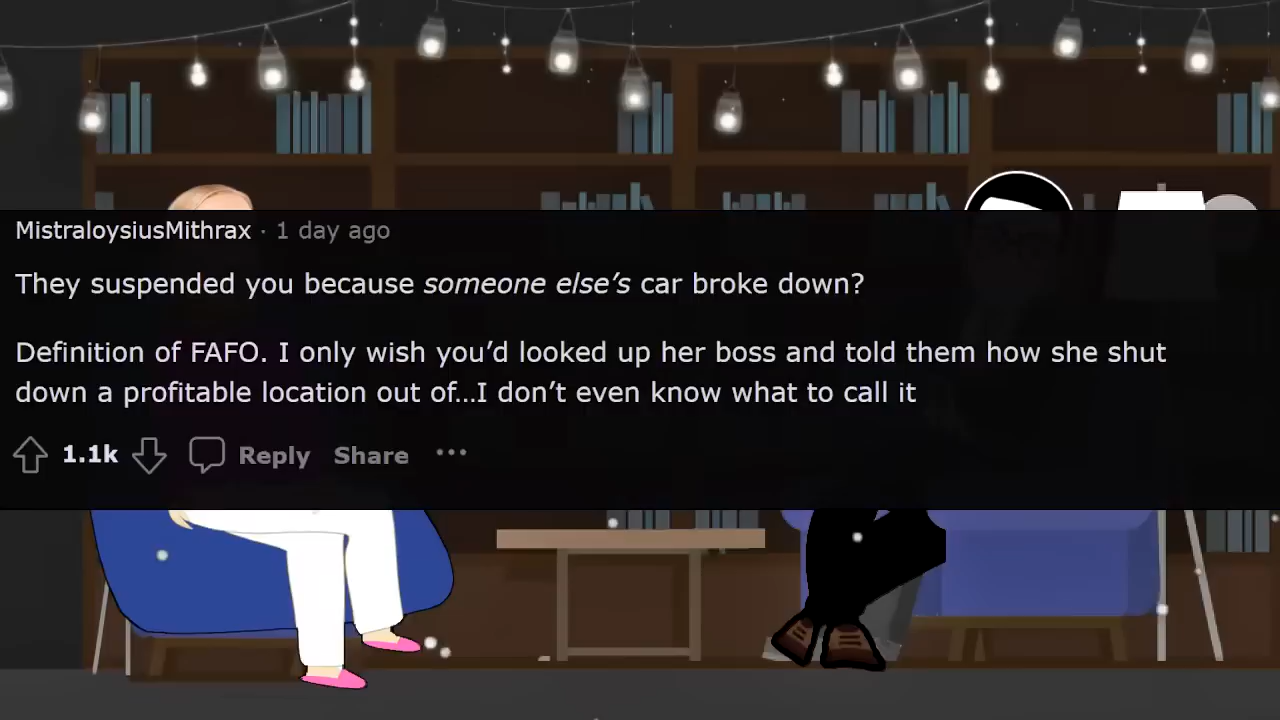 MistraloysiusMithrax · 1 day ago
They suspended you because someone else’s car broke down?
Definition of FAFO. I only wish you’d looked up her boss and told them how she shut
down a profitable location out of…I don’t even know what to call it
1.1k Reply Share ···